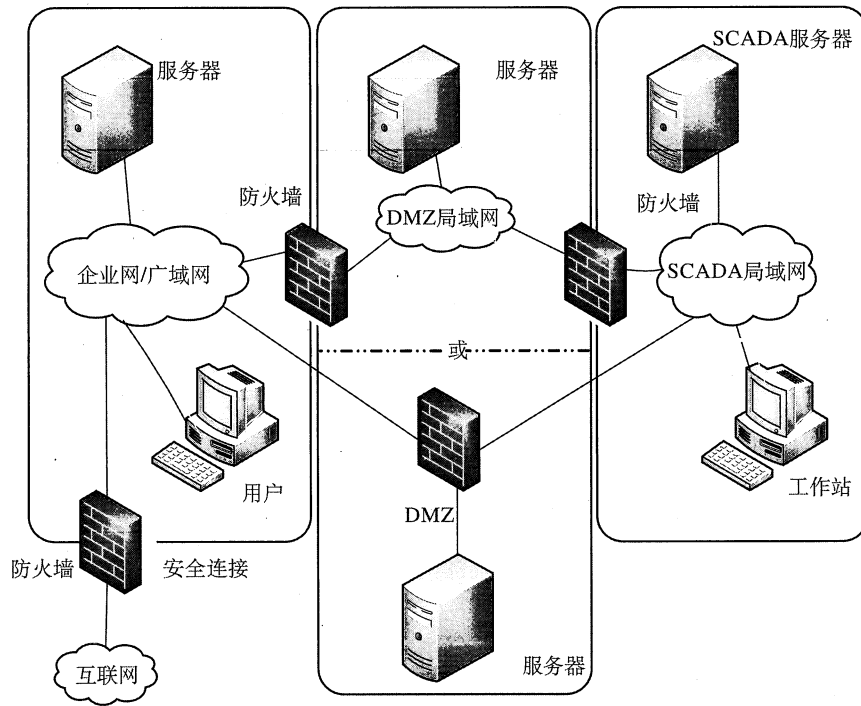 服务器
服务器
SCADA服务器
防火墙
DMZ局域网
防火墙
企业网/广域网
SCADA局域网
或
用户
DMZ
工作站
防火墙
安全连接
互联网
服务器